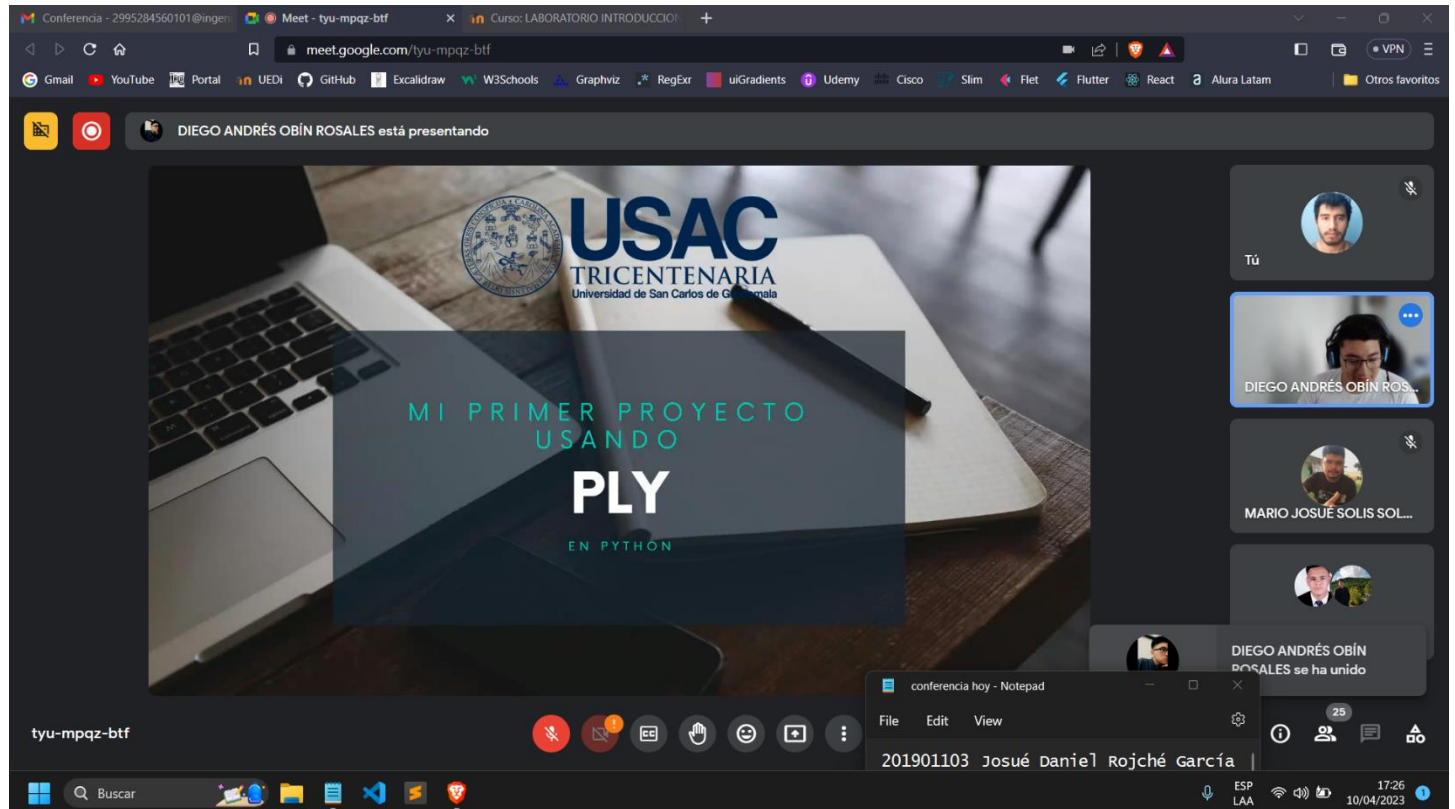 Conferencia - 2995284560101@ingen
Meet - tyu-mpqz-btf
Curso: LABORATORIO INTRODUCCION
meet.google.com/tyu-mpqz-btf
VPN
Gmail YouTube Portal UEDi GitHub Excalidraw W3Schools Graphviz RegExr uiGradients Udemy Cisco Slim Flet Flutter React Alura Latam Otros favoritos
DIEGO ANDRÉS OBÍN ROSALES está presentando
USAC
TRICENTENARIA
Universidad de San Carlos de Guatemala
MI PRIMER PROYECTO
USANDO
PLY
EN PYTHON
Tú
DIEGO ANDRÉS OBÍN ROS...
MARIO JOSUÉ SOLIS SOL...
DIEGO ANDRÉS OBÍN
ROSALES se ha unido
conferencia hoy - Notepad
File Edit View
201901103 Josué Daniel Rojché García
tyu-mpqz-btf
25
Buscar
ESP
LAA
17:26
10/04/2023
1